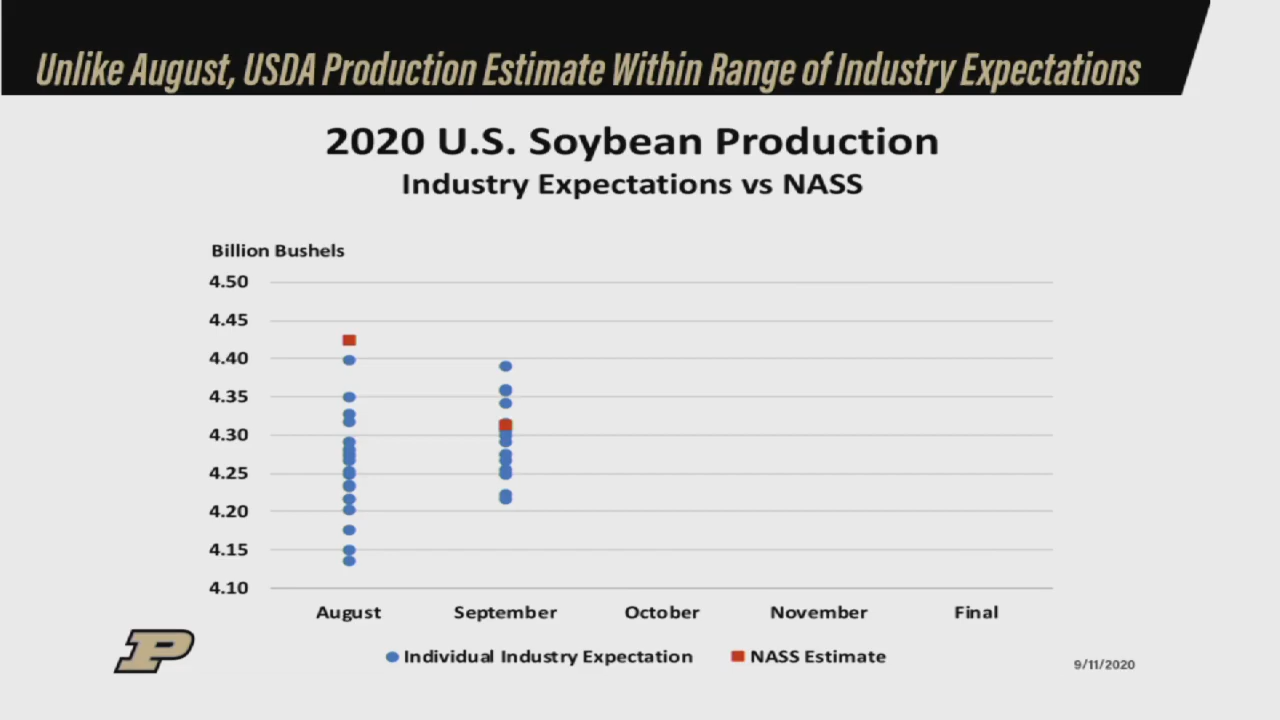 Unlike August, USDA Production Estimate Within Range of Industry Expectations
2020 U.S. Soybean Production
Industry Expectations vs NASS
Billion Bushels
4.50
4.45
4.40
4.35
4.30
4.25
4.20
4.15
4.10
August September October November Final
Individual Industry Expectation NASS Estimate
9/11/2020
P